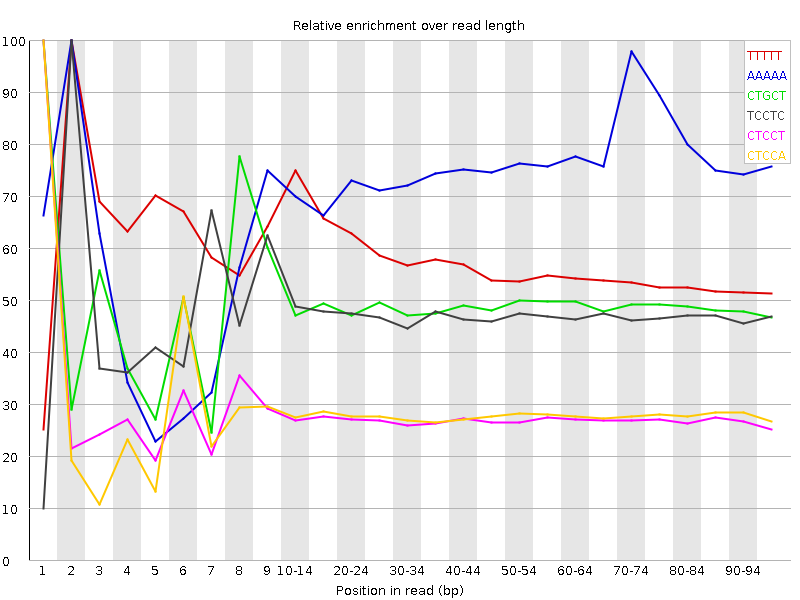 Relative enrichment over read length
100
90
80
70
60
50
40
30
20
10
0
TTTTT
AAAAA
CTGCT
TCCTC
CTCCT
CTCCA
1 2 3 4 5 6 7 8 9 10-14 20-24 30-34 40-44 50-54 60-64 70-74 80-84 90-94
Position in read (bp)